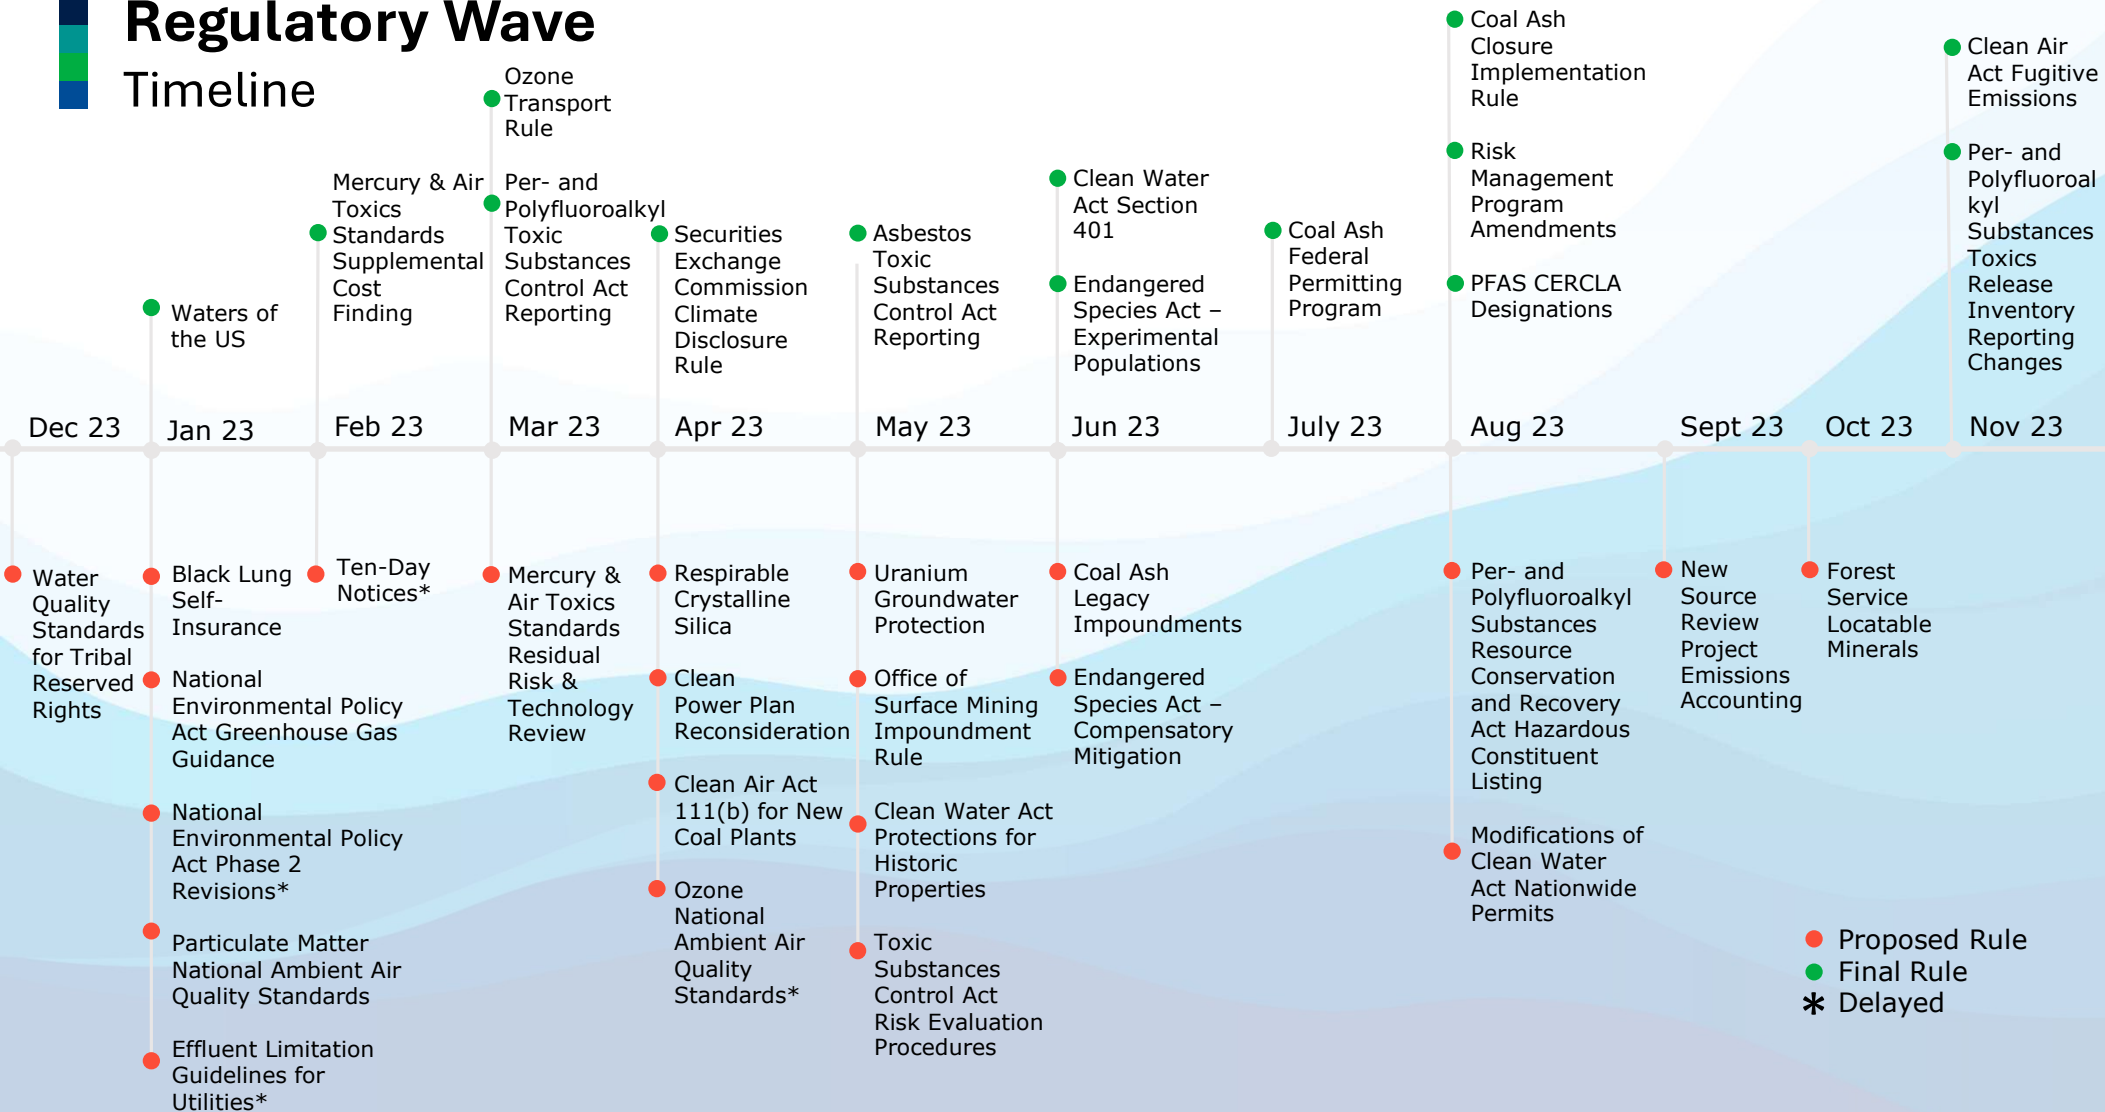 Regulatory Wave
Timeline
Dec 23
Water
Quality
Standards
for Tribal
Reserved
Rights
Waters of
the US
Jan 23
Black Lung
Self-
Insurance
National
Environmental Policy
Act Greenhouse Gas
Guidance
National
Environmental Policy
Act Phase 2
Revisions*
Particulate Matter
National Ambient Air
Quality Standards
Effluent Limitation
Guidelines for
Utilities*
Mercury & Air
Toxics
Standards
Supplemental
Cost
Finding
Feb 23
Ten-Day
Notices*
Ozone
Transport
Rule
Per- and
Polyfluoroalkyl
Toxic
Substances
Control Act
Reporting
Mar 23
Mercury &
Air Toxics
Standards
Residual
Risk &
Technology
Review
Securities
Exchange
Commission
Climate
Disclosure
Rule
Apr 23
Respirable
Crystalline
Silica
Clean
Power Plan
Reconsideration
Clean Air Act
111(b) for New
Coal Plants
Ozone
National
Ambient Air
Quality
Standards*
Asbestos
Toxic
Substances
Control Act
Reporting
May 23
Uranium
Groundwater
Protection
Office of
Surface Mining
Impoundment
Rule
Clean Water Act
Protections for
Historic
Properties
Toxic
Substances
Control Act
Risk Evaluation
Procedures
Clean Water
Act Section
401
Endangered
Species Act –
Experimental
Populations
Jun 23
Coal Ash
Legacy
Impoundments
Endangered
Species Act –
Compensatory
Mitigation
Coal Ash
Federal
Permitting
Program
July 23
Coal Ash
Closure
Implementation
Rule
Risk
Management
Program
Amendments
PFAS CERCLA
Designations
Aug 23
Per- and
Polyfluoroalkyl
Substances
Resource
Conservation
and Recovery
Act Hazardous
Constituent
Listing
Modifications of
Clean Water
Act Nationwide
Permits
Sept 23
New
Source
Review
Project
Emissions
Accounting
Oct 23
Forest
Service
Locatable
Minerals
Clean Air
Act Fugitive
Emissions
Per- and
Polyfluoroal
kyl
Substances
Toxics
Release
Inventory
Reporting
Changes
Nov 23
Proposed Rule
Final Rule
* Delayed